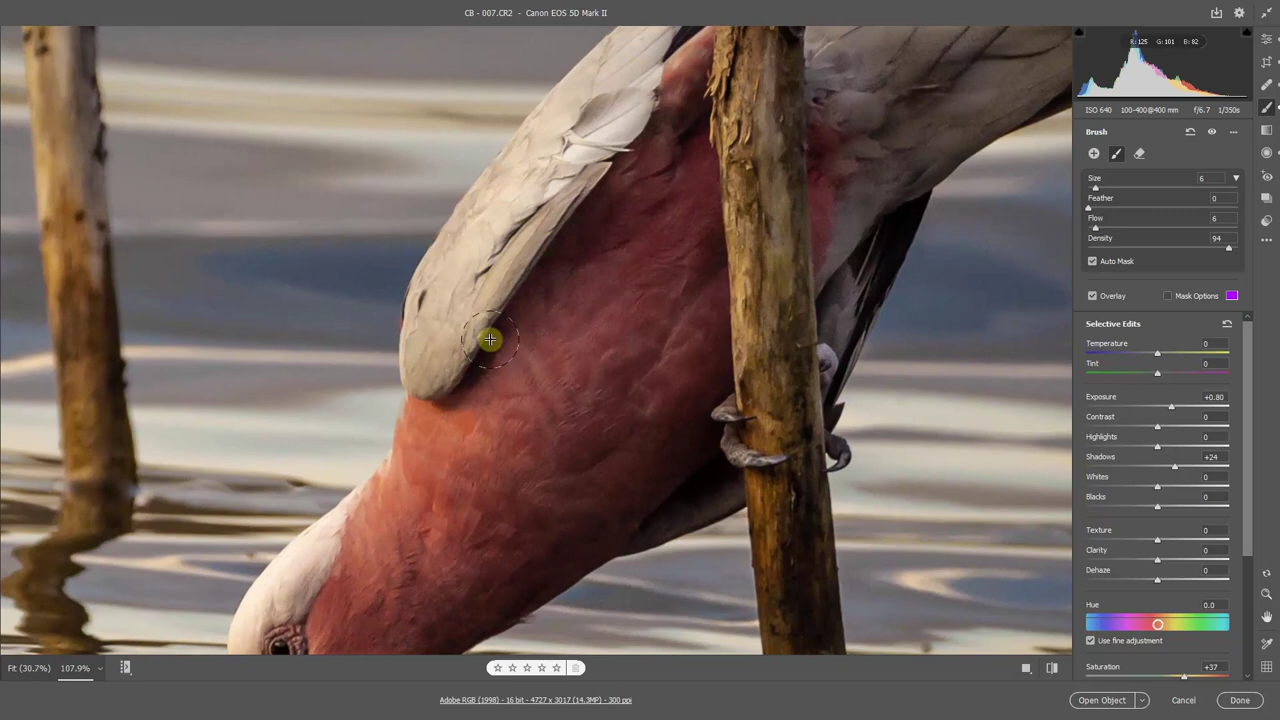 CB - 007.CR2 - Canon EOS 5D Mark II
R:125 G:101 B:82
ISO 640 100-400@400 mm f/6.7 1/350s
Brush
Size 6
Feather 0
Flow 6
Density 94
Auto Mask
Overlay Mask Options
Selective Edits
Temperature 0
Tint 0
Exposure +0.80
Contrast 0
Highlights 0
Shadows +24
Whites 0
Blacks 0
Texture 0
Clarity 0
Dehaze 0
Hue 0.0
Use fine adjustment
Saturation +37
Fit (30.7%) 107.9%
Adobe RGB (1998) - 16 bit - 4727 x 3017 (14.3MP) - 300 ppi
Open Object Cancel Done